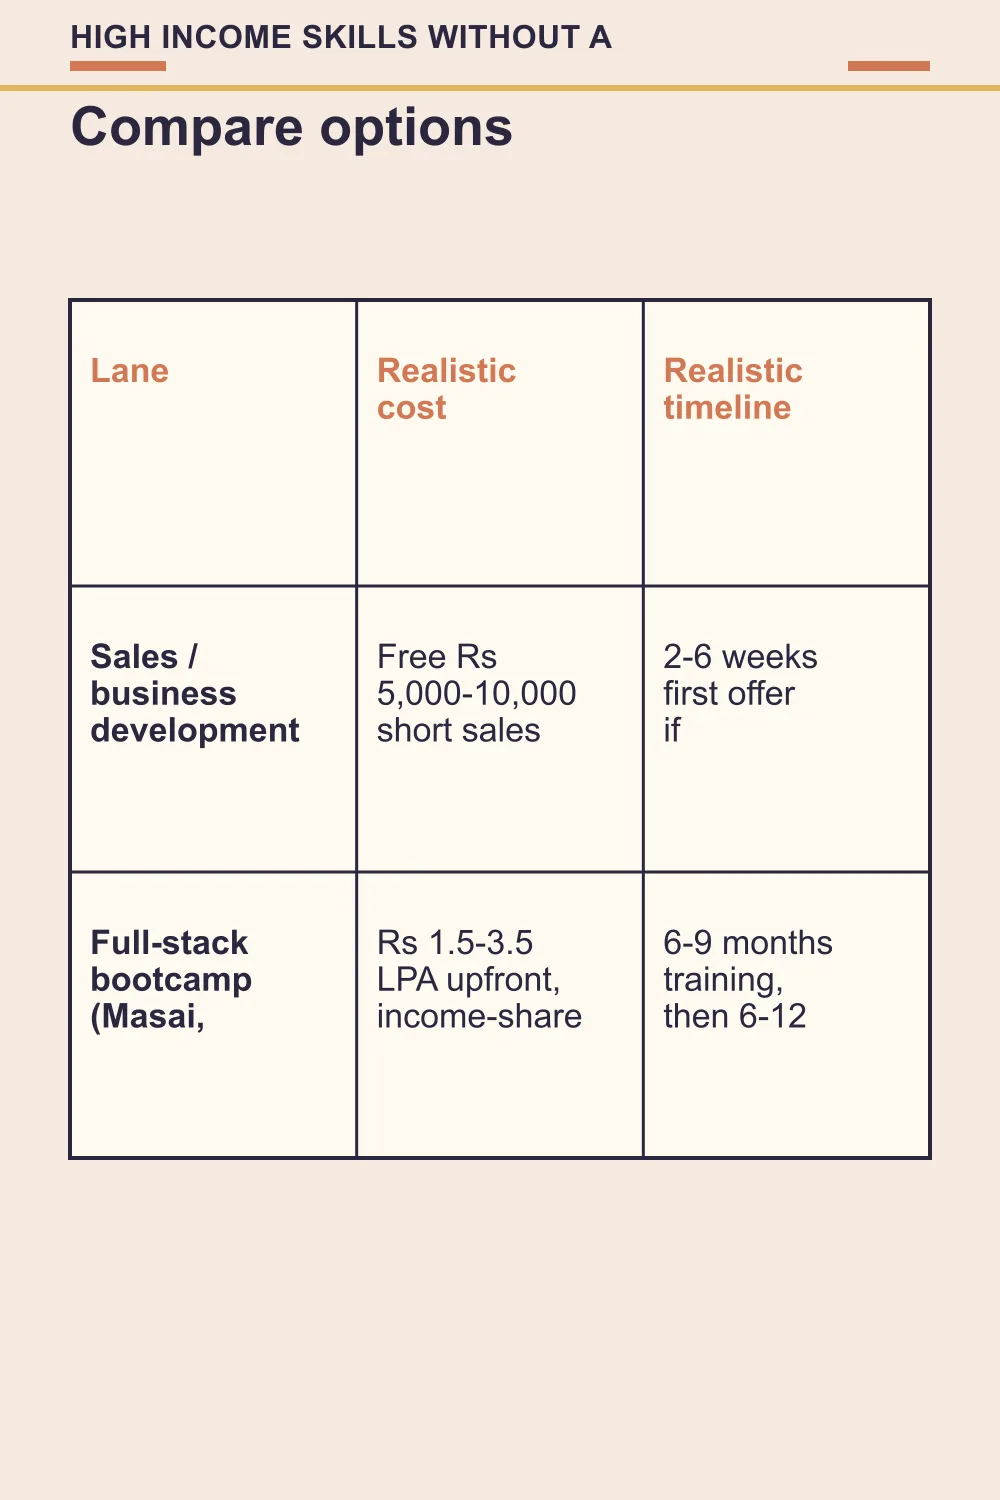 HIGH INCOME SKILLS WITHOUT A
Compare options
Lane
Realistic
cost
Realistic
timeline
Sales /
business
development
Free Rs
5,000-10,000
short sales
2-6 weeks
first offer
if
Full-stack
bootcamp
(Masai,
Rs 1.5-3.5
LPA upfront,
income-share
6-9 months
training,
then 6-12